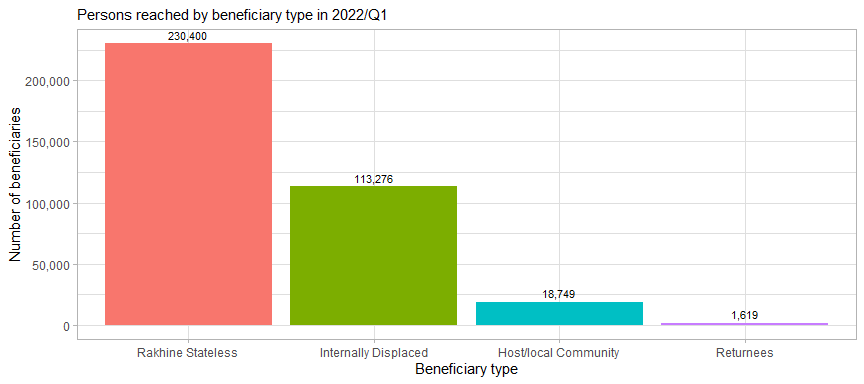 Persons reached by beneficiary type in 2022/Q1
230,400
200,000
150,000
113,276
100,000
50,000
18,749
1,619
0
Number of beneficiaries
Rakhine Stateless
Internally Displaced
Host/local Community
Returnees
Beneficiary type